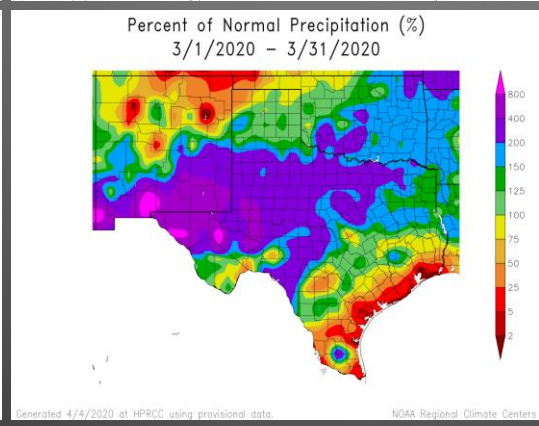 Percent of Normal Precipitation (%)
3/1/2020 – 3/31/2020
800
400
200
150
125
100
75
50
25
5
2
Generated 4/4/2020 at HPRCC using provisional data.
NOAA Regional Climate Centers